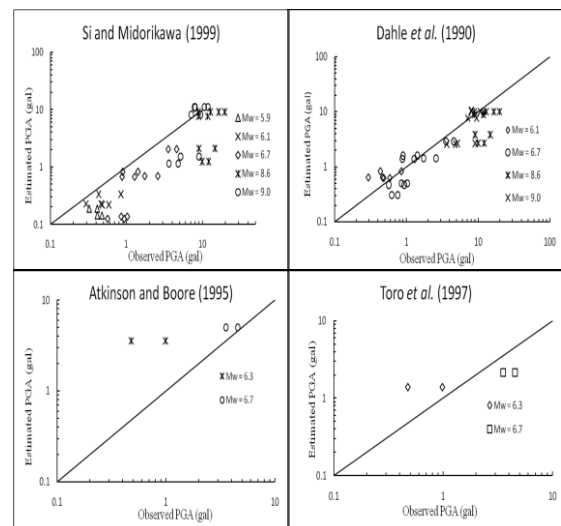 Si and Midorikawa (1999)
Estimated PGA (gal)
100
10
1
0.1
0.1
1
10
100
Observed PGA (gal)
Mw = 5.9
Mw = 6.1
Mw = 6.7
Mw = 8.6
Mw = 9.0
Dahle et al. (1990)
Estimated PGA (gal)
100
10
1
0.1
0.1
1
10
100
Observed PGA (gal)
Mw = 6.1
Mw = 6.7
Mw = 8.6
Mw = 9.0
Atkinson and Boore (1995)
Estimated PGA (gal)
10
1
0.1
0.1
1
10
Observed PGA (gal)
Mw = 6.3
Mw = 6.7
Toro et al. (1997)
Estimated PGA (gal)
10
1
0.1
0.1
1
10
Observed PGA (gal)
Mw = 6.3
Mw = 6.7